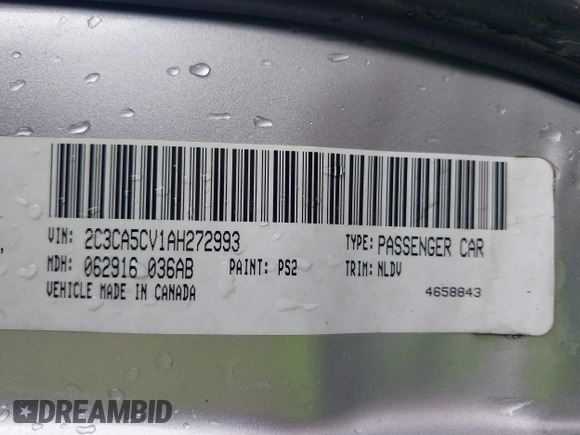 VIN: 2C3CA5CV1AH272993
TYPE: PASSENGER CAR
MDH: 062916 036AB PAINT: PS2 TRIM: NLDV
VEHICLE MADE IN CANADA
4658843
DREAMBID